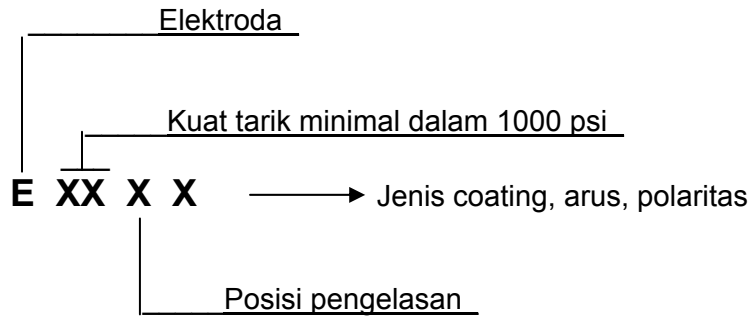 Elektroda
Kuat tarik minimal dalam 1000 psi
E XX X X Jenis coating, arus, polaritas
Posisi pengelasan